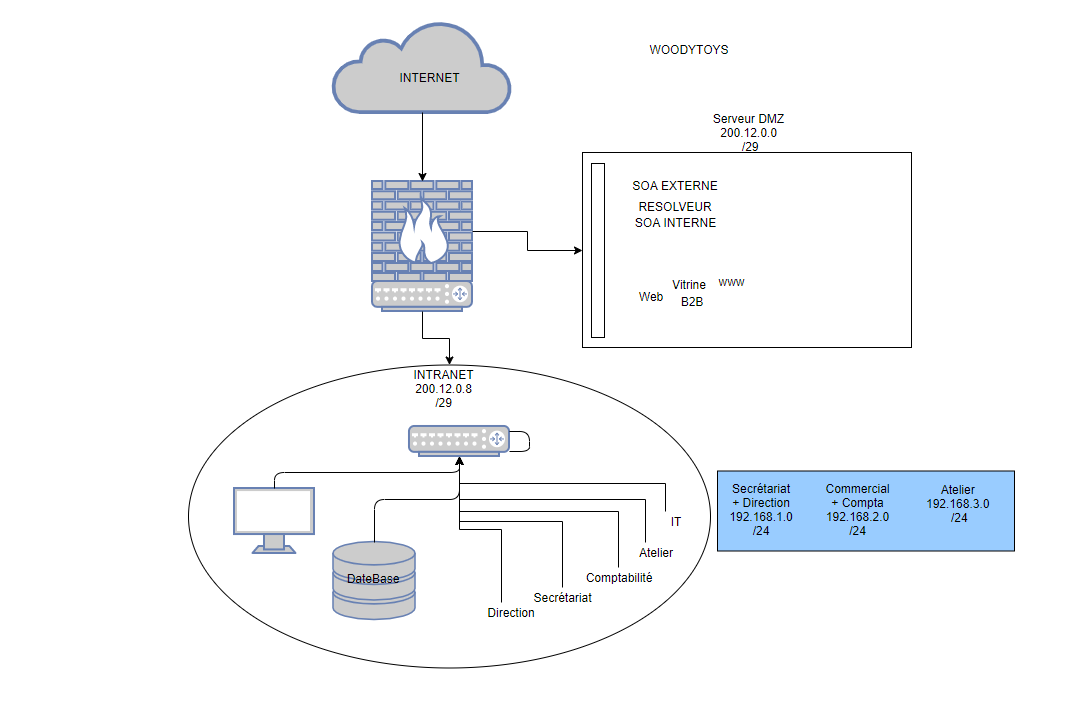 INTERNET
WOODYTOYS
Serveur DMZ
200.12.0.0
/29
SOA EXTERNE
RESOLVEUR
SOA INTERNE
Web
Vitrine
B2B
WWW
INTRANET
200.12.0.8
/29
DateBase
IT
Atelier
Comptabilité
Secrétariat
Direction
Secrétariat
+ Direction
192.168.1.0
/24
Commercial
+ Compta
192.168.2.0
/24
Atelier
192.168.3.0
/24